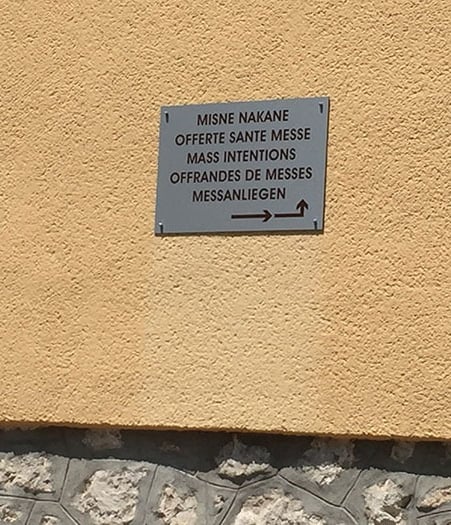 MISNE NAKANE
OFFERTE SANTE MESSE
MASS INTENTIONS
OFFRANDES DE MESSES
MESSANLIEGEN